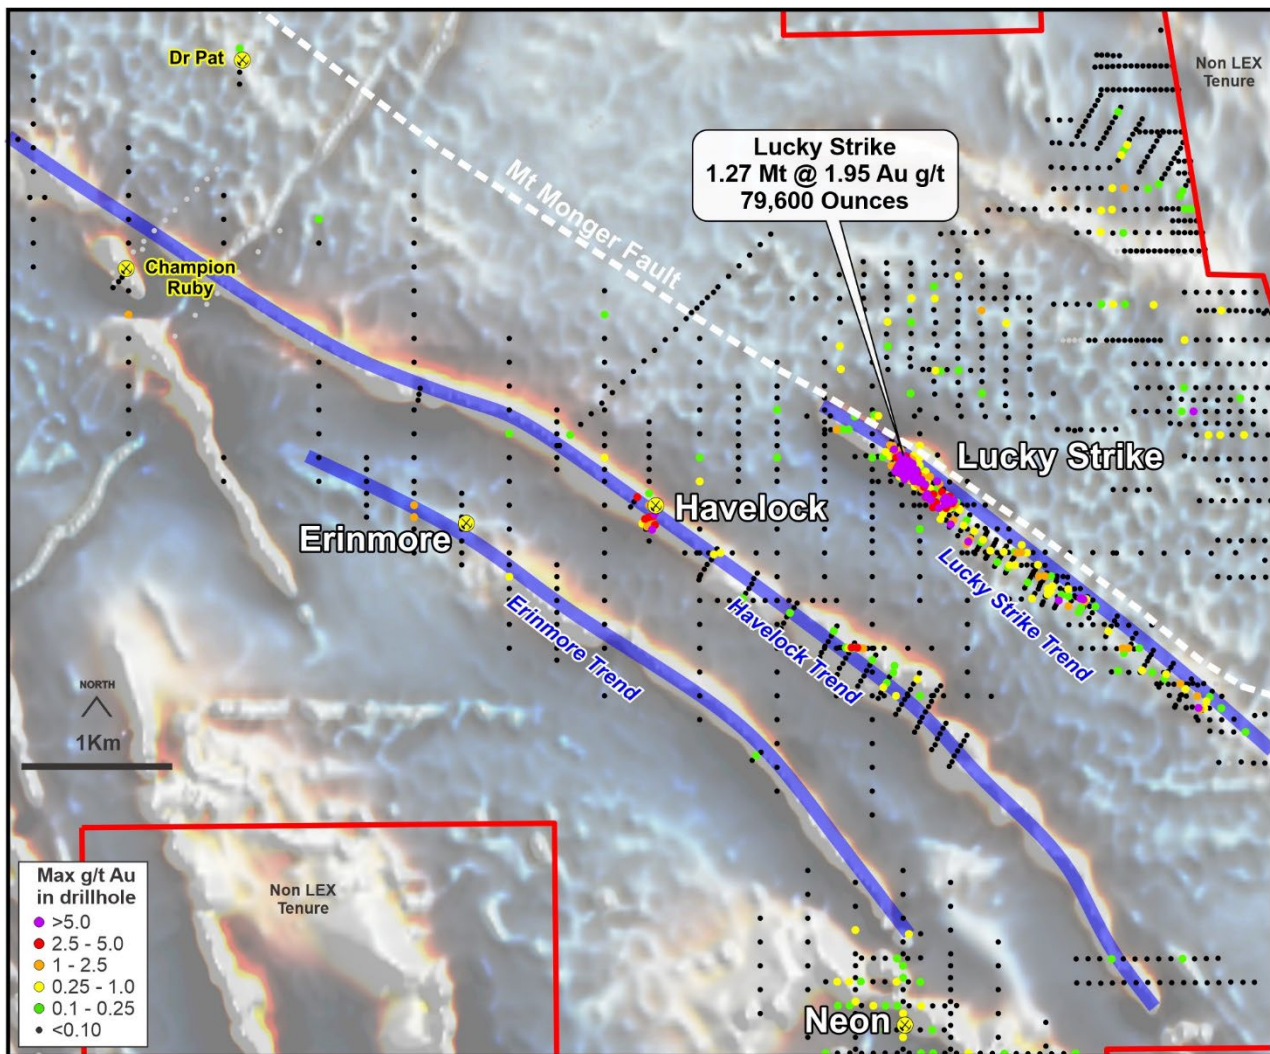 Dr Pat
Non LEX
Tenure
Lucky Strike
1.27 Mt @ 1.95 Au g/t
79,600 Ounces
Mt Monger Fault
Champion
Ruby
Lucky Strike
Havelock
Erinmore
Lucky Strike Trend
Havelock Trend
Erinmore Trend
NORTH
1Km
Max g/t Au
in drillhole
>5.0
2.5 - 5.0
1 - 2.5
0.25 - 1.0
0.1 - 0.25
<0.10
Non LEX
Tenure
Neon